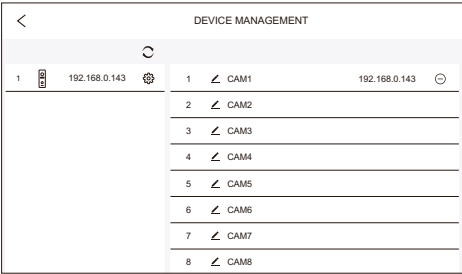 DEVICE MANAGEMENT
1 192.168.0.143
1 CAM1 192.168.0.143
2 CAM2
3 CAM3
4 CAM4
5 CAM5
6 CAM6
7 CAM7
8 CAM8